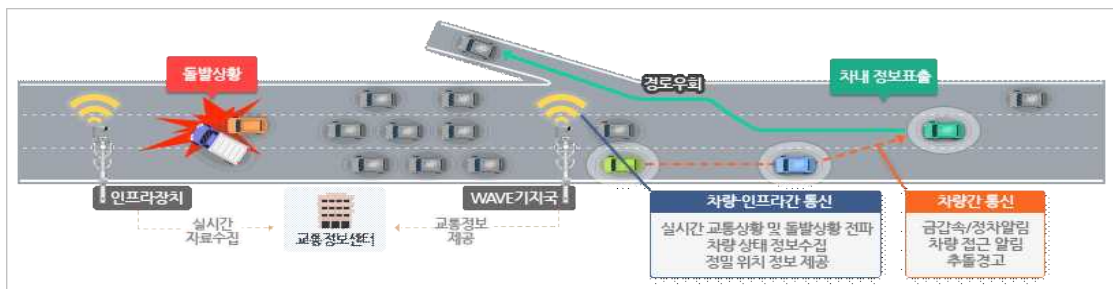 돌발상황
경로우회
차내 정보표출
인프라장치
WAVE기지국
실시간
자료수집
교통정보센터
교통정보
제공
차량-인프라간 통신
실시간 교통상황 및 돌발상황 전파
차량 상태 정보수집
정밀 위치 정보 제공
차량간 통신
급감속/정차알림
차량 접근 알림
추돌경고